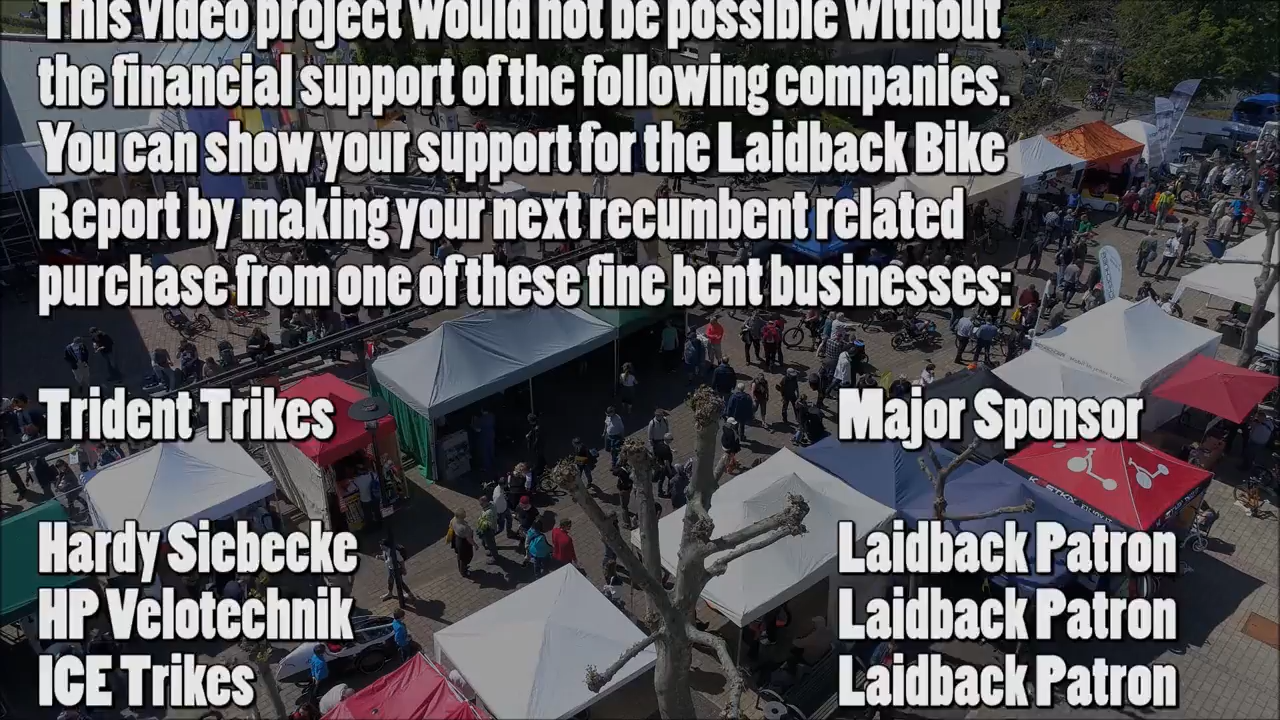 This video project would not be possible without
the financial support of the following companies.
You can show your support for the Laidback Bike
Report by making your next recumbent related
purchase from one of these fine bent businesses:
Trident Trikes Major Sponsor
Hardy Siebecke Laidback Patron
HP Velotechnik Laidback Patron
ICE Trikes Laidback Patron